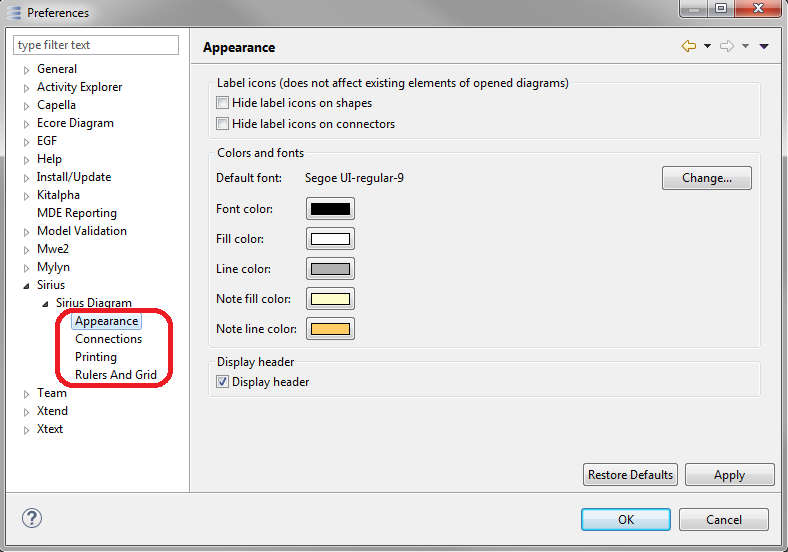 Preferences
type filter text
General
Activity Explorer
Capella
Ecore Diagram
EGF
Help
Install/Update
Kitalpha
MDE Reporting
Model Validation
Mwe2
Mylyn
Sirius
Sirius Diagram
Appearance
Connections
Printing
Rulers And Grid
Team
Xtend
Xtext
Appearance
Label icons (does not affect existing elements of opened diagrams)
Hide label icons on shapes
Hide label icons on connectors
Colors and fonts
Default font: Segoe UI-regular-9 Change...
Font color:
Fill color:
Line color:
Note fill color:
Note line color:
Display header
Display header
Restore Defaults Apply
OK Cancel